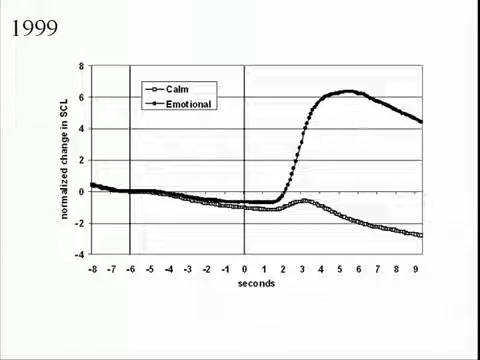 1999
8
6
4
2
0
-2
-4
normalized change in SCL
Calm
Emotional
-8 -7 -6 -5 -4 -3 -2 -1 0 1 2 3 4 5 6 7 8 9
seconds